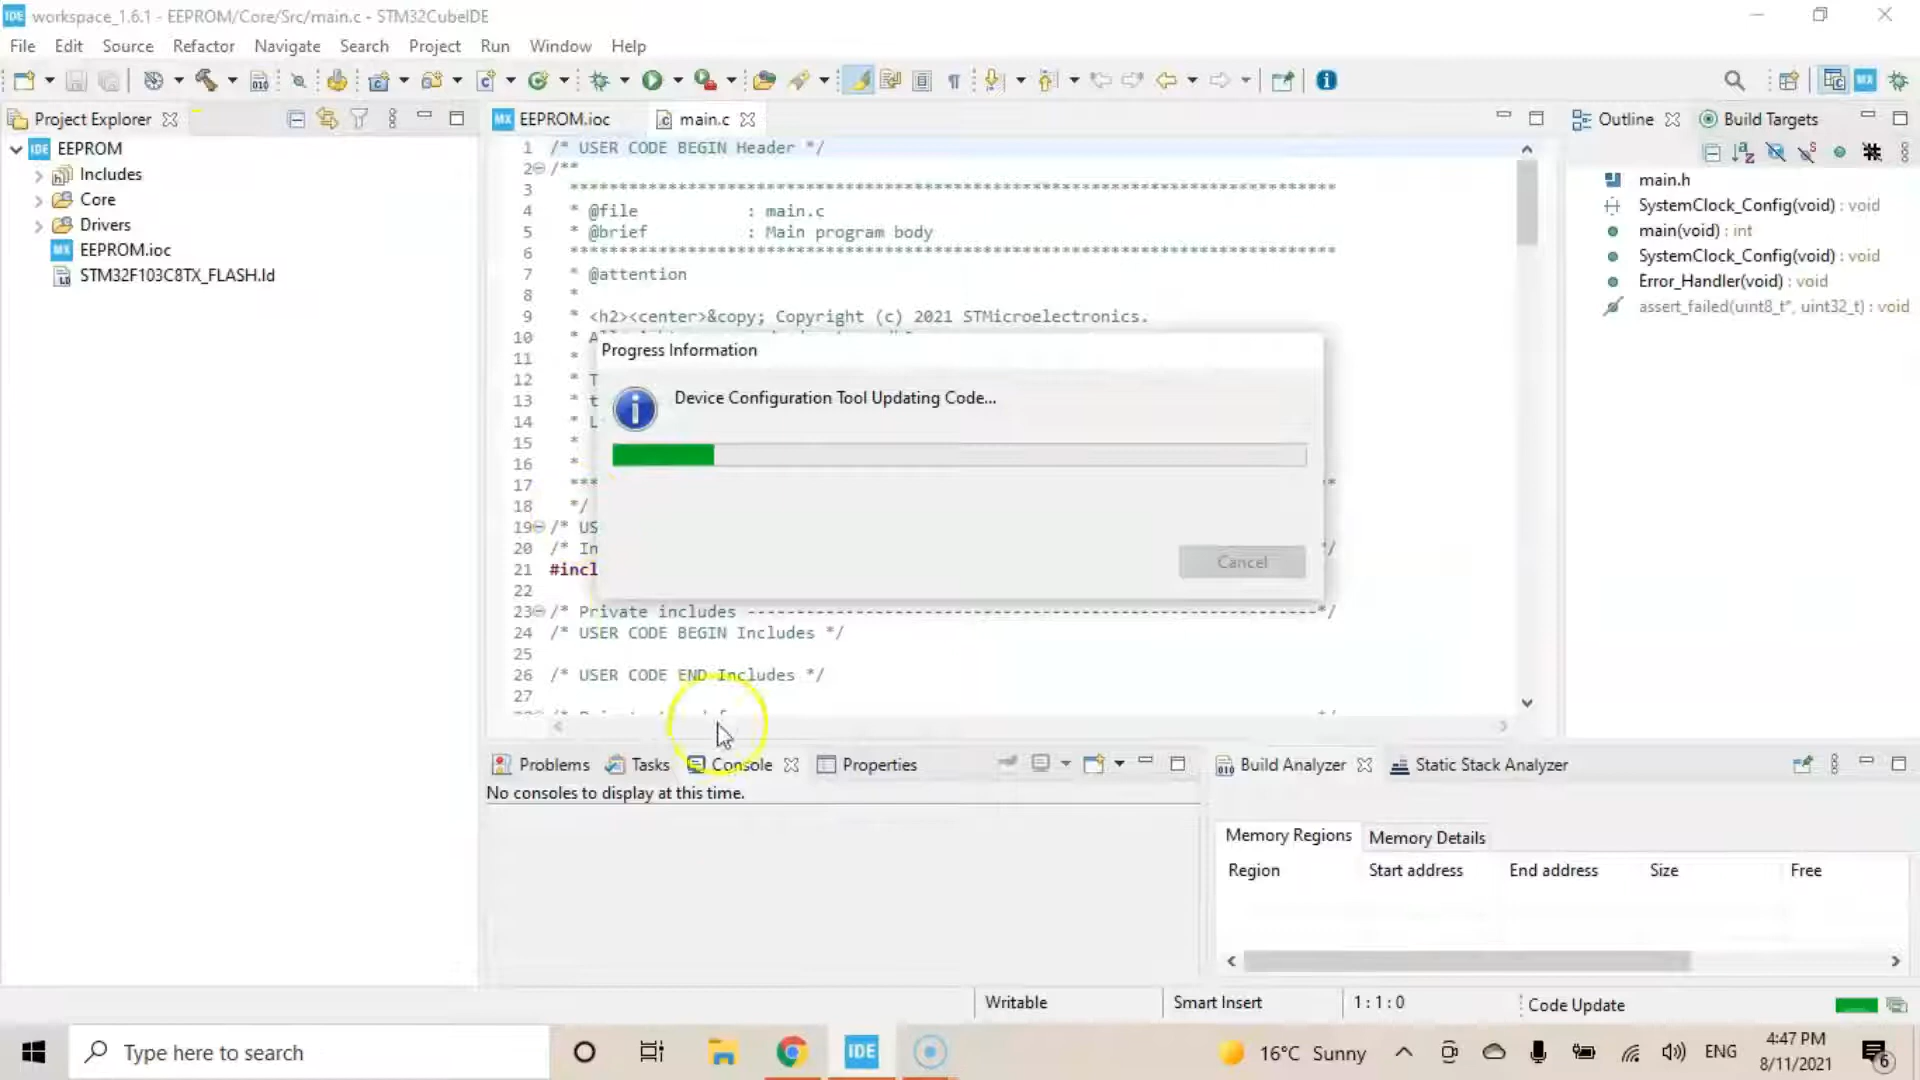 IDE workspace_1.6.1 - EEPROM/Core/Src/main.c - STM32CubeIDE
File Edit Source Refactor Navigate Search Project Run Window Help
Project Explorer
IDE EEPROM
Includes
Core
Drivers
MX EEPROM.ioc
STM32F103C8TX_FLASH.ld
MX EEPROM.ioc main.c
1 /* USER CODE BEGIN Header */
2 /**
3 ******************************************************************************
4 * @file : main.c
5 * @brief : Main program body
6 ******************************************************************************
7 * @attention
8 *
9 * <h2><center>&copy; Copyright (c) 2021 STMicroelectronics.
10
11 *
12 * T
13 * t
14 * L
15 *
16 *
17 ***
18 */
19 /* US
20 /* In
21 #incl
22
23 /* Private includes ----------------------------------------------------------*/
24 /* USER CODE BEGIN Includes */
25
26 /* USER CODE END Includes */
27
Progress Information
Device Configuration Tool Updating Code...
Cancel
Outline Build Targets
main.h
SystemClock_Config(void) : void
main(void) : int
SystemClock_Config(void) : void
Error_Handler(void) : void
assert_failed(uint8_t*, uint32_t) : void
Problems Tasks Console Properties
No consoles to display at this time.
Build Analyzer Static Stack Analyzer
Memory Regions Memory Details
Region Start address End address Size Free
Writable Smart Insert 1 : 1 : 0 Code Update
Type here to search
IDE
16°C Sunny
ENG
4:47 PM
8/11/2021
6